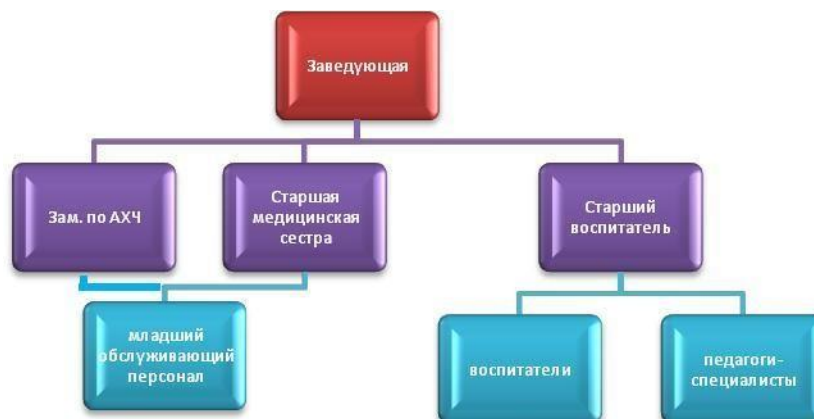 Заведующая
Зам. по АХЧ
Старшая
медицинская
сестра
Старший
воспитатель
младший
обслуживающий
персонал
воспитатели
педагоги-
специалисты